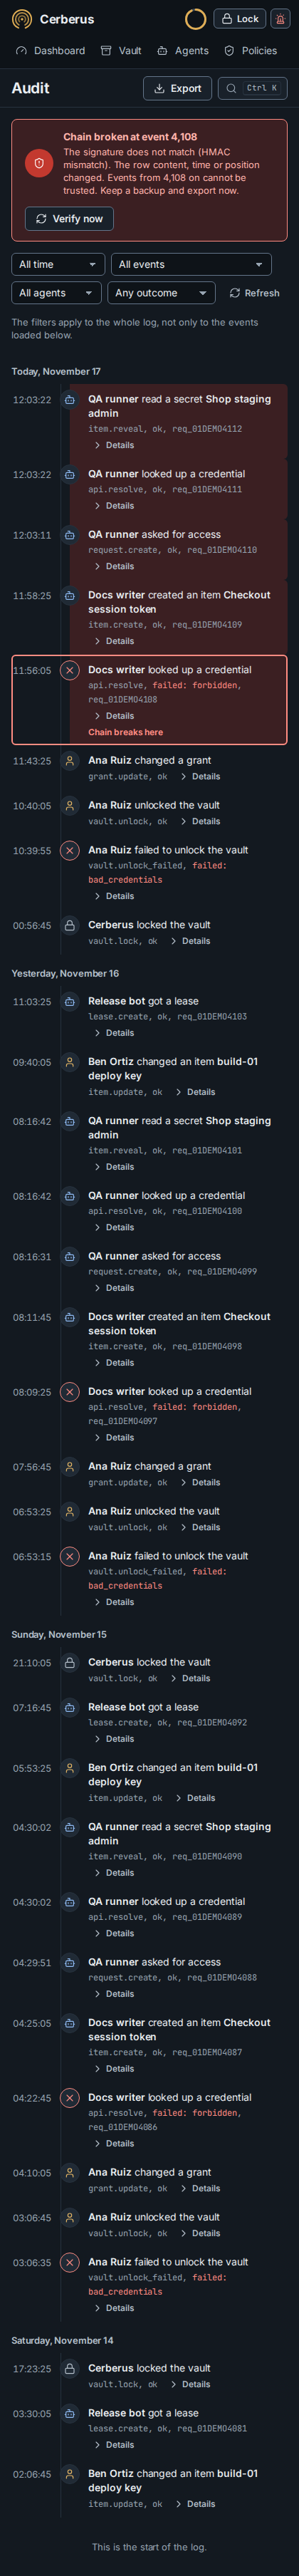 Cerberus
Lock
Dashboard Vault Agents Policies
Audit Export Ctrl K
Chain broken at event 4,108
The signature does not match (HMAC
mismatch). The row content, time or position
changed. Events from 4,108 on cannot be
trusted. Keep a backup and export now.
Verify now
All time All events
All agents Any outcome Refresh
The filters apply to the whole log, not only to the events
loaded below.
Today, November 17
12:03:22 QA runner read a secret Shop staging
admin
item.reveal, ok, req_01DEMO4112
Details
12:03:22 QA runner looked up a credential
api.resolve, ok, req_01DEMO4111
Details
12:03:11 QA runner asked for access
request.create, ok, req_01DEMO4110
Details
11:58:25 Docs writer created an item Checkout
session token
item.create, ok, req_01DEMO4109
Details
11:56:05 Docs writer looked up a credential
api.resolve, failed: forbidden,
req_01DEMO4108
Details
Chain breaks here
11:43:25 Ana Ruiz changed a grant
grant.update, ok Details
10:40:05 Ana Ruiz unlocked the vault
vault.unlock, ok Details
10:39:55 Ana Ruiz failed to unlock the vault
vault.unlock_failed, failed:
bad_credentials
Details
00:56:45 Cerberus locked the vault
vault.lock, ok Details
Yesterday, November 16
11:03:25 Release bot got a lease
lease.create, ok, req_01DEMO4103
Details
09:40:05 Ben Ortiz changed an item build-01
deploy key
item.update, ok Details
08:16:42 QA runner read a secret Shop staging
admin
item.reveal, ok, req_01DEMO4101
Details
08:16:42 QA runner looked up a credential
api.resolve, ok, req_01DEMO4100
Details
08:16:31 QA runner asked for access
request.create, ok, req_01DEMO4099
Details
08:11:45 Docs writer created an item Checkout
session token
item.create, ok, req_01DEMO4098
Details
08:09:25 Docs writer looked up a credential
api.resolve, failed: forbidden,
req_01DEMO4097
Details
07:56:45 Ana Ruiz changed a grant
grant.update, ok Details
06:53:25 Ana Ruiz unlocked the vault
vault.unlock, ok Details
06:53:15 Ana Ruiz failed to unlock the vault
vault.unlock_failed, failed:
bad_credentials
Details
Sunday, November 15
21:10:05 Cerberus locked the vault
vault.lock, ok Details
07:16:45 Release bot got a lease
lease.create, ok, req_01DEMO4092
Details
05:53:25 Ben Ortiz changed an item build-01
deploy key
item.update, ok Details
04:30:02 QA runner read a secret Shop staging
admin
item.reveal, ok, req_01DEMO4090
Details
04:30:02 QA runner looked up a credential
api.resolve, ok, req_01DEMO4089
Details
04:29:51 QA runner asked for access
request.create, ok, req_01DEMO4088
Details
04:25:05 Docs writer created an item Checkout
session token
item.create, ok, req_01DEMO4087
Details
04:22:45 Docs writer looked up a credential
api.resolve, failed: forbidden,
req_01DEMO4086
Details
04:10:05 Ana Ruiz changed a grant
grant.update, ok Details
03:06:45 Ana Ruiz unlocked the vault
vault.unlock, ok Details
03:06:35 Ana Ruiz failed to unlock the vault
vault.unlock_failed, failed:
bad_credentials
Details
Saturday, November 14
17:23:25 Cerberus locked the vault
vault.lock, ok Details
03:30:05 Release bot got a lease
lease.create, ok, req_01DEMO4081
Details
02:06:45 Ben Ortiz changed an item build-01
deploy key
item.update, ok Details
This is the start of the log.